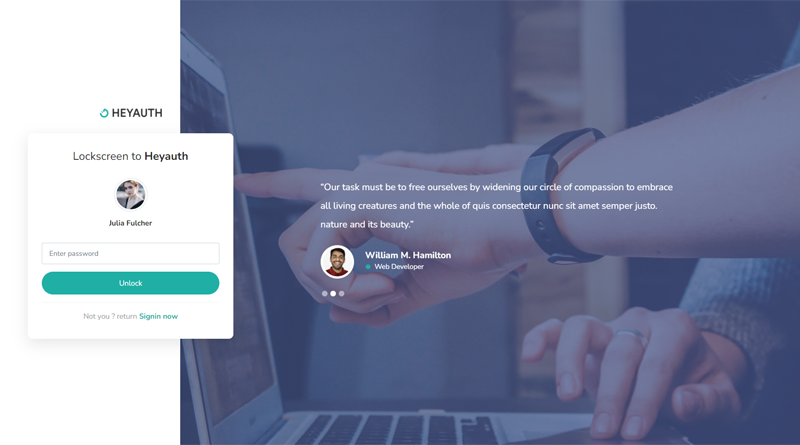 HEYAUTH
Lockscreen to Heyauth
Julia Fulcher
Enter password
Unlock
Not you ? return Signin now
“Our task must be to free ourselves by widening our circle of compassion to embrace
all living creatures and the whole of quis consectetur nunc sit amet semper justo.
nature and its beauty.”
William M. Hamilton
Web Developer